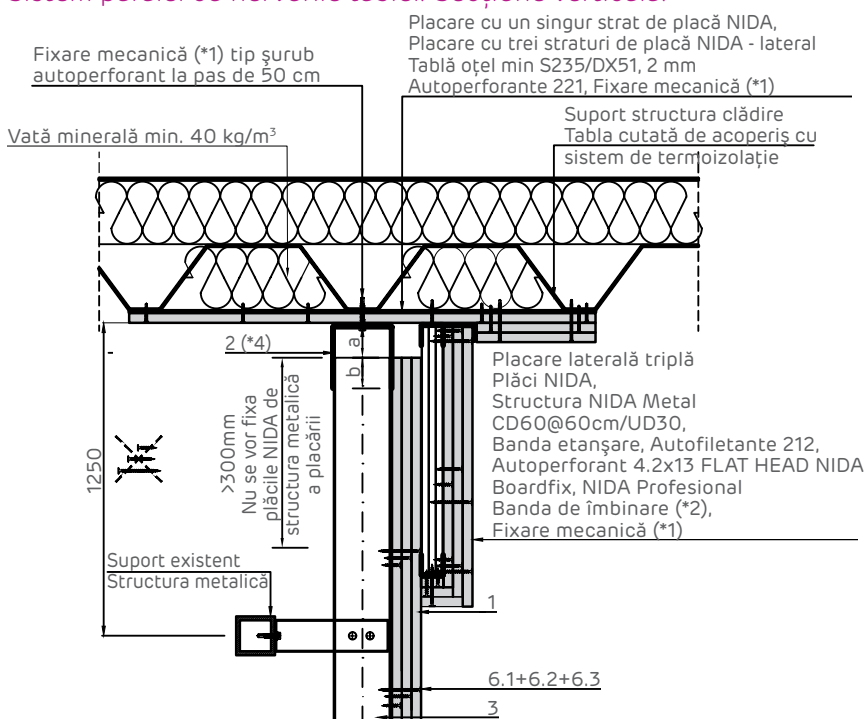 Placare cu un singur strat de placă NIDA,
Placare cu trei straturi de placă NIDA - lateral
Tablă oțel min S235/DX51, 2 mm
Autoperforante 221, Fixare mecanică (*1)
Fixare mecanică (*1) tip şurub
autoperforant la pas de 50 cm
Suport structura clădire
Tabla cutată de acoperiș cu
sistem de termoizolație
Vată minerală min. 40 kg/m³
2 (*4)
a
b
>300mm
Nu se vor fixa
plăcile NIDA de
structura metalică
a placării
1250
Placare laterală triplă
Plăci NIDA,
Structura NIDA Metal
CD60@60cm/UD30,
Banda etanşare, Autofiletante 212,
Autoperforant 4.2x13 FLAT HEAD NIDA
Boardfix, NIDA Profesional
Banda de îmbinare (*2),
Fixare mecanică (*1)
Suport existent
Structura metalică
1
6.1+6.2+6.3
3